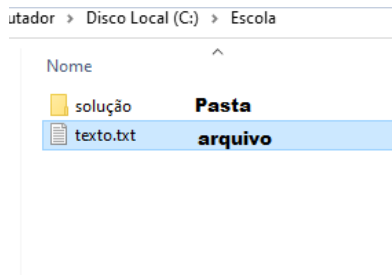 utador > Disco Local (C:) > Escola
Nome
solução Pasta
texto.txt arquivo